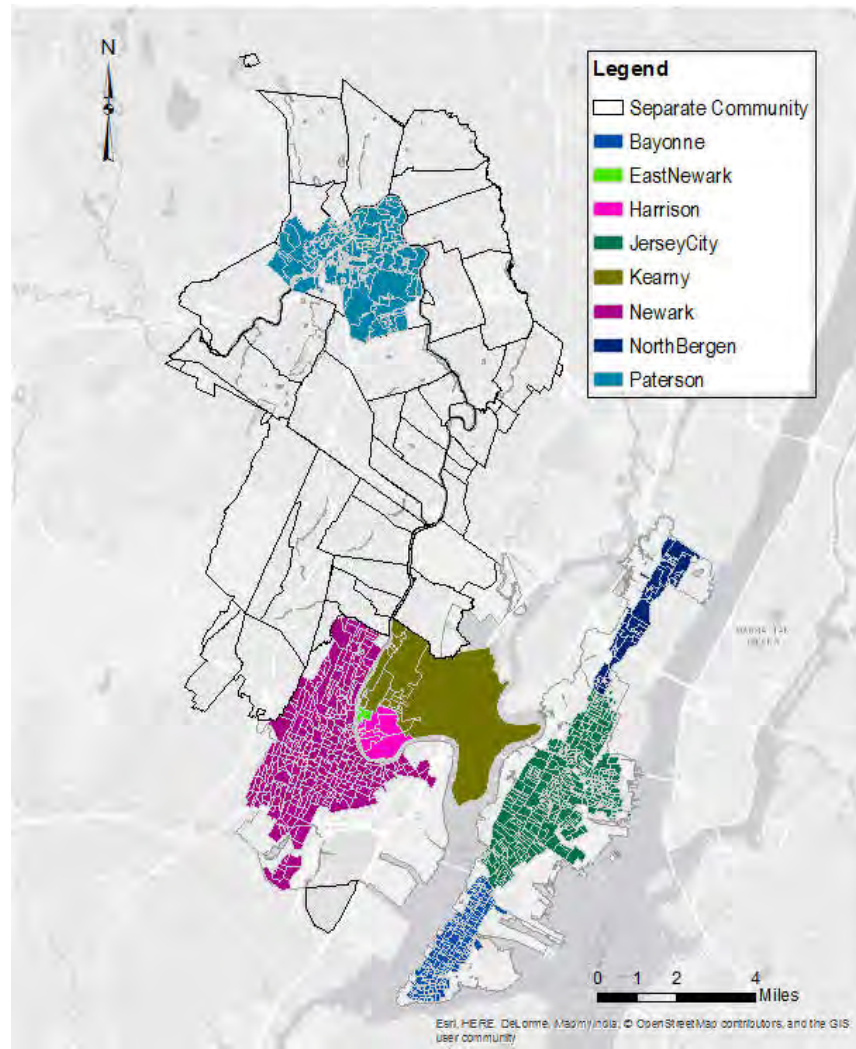 N
Legend
Separate Community
Bayonne
EastNewark
Harrison
JerseyCity
Kearny
Newark
NorthBergen
Paterson
0 1 2 4
Miles
Esri, HERE, DeLorme, MapmyIndia, © OpenStreetMap contributors, and the GIS
user community